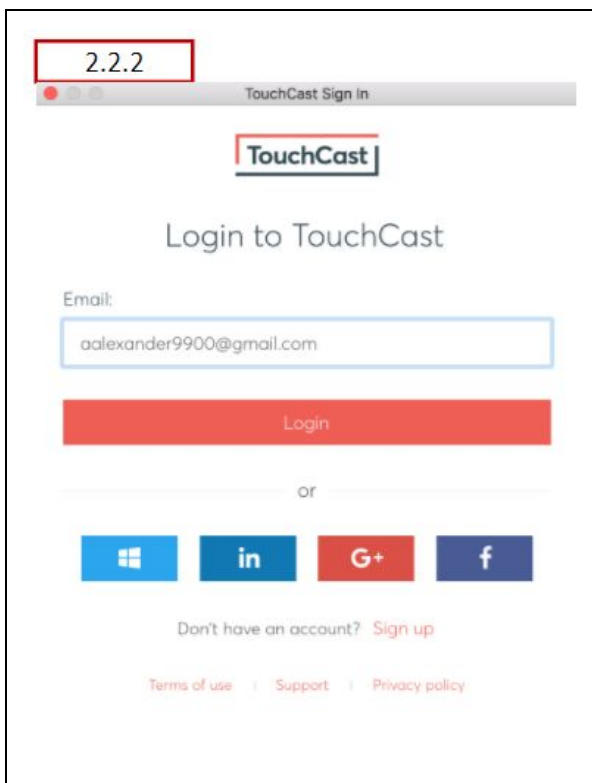 2.2.2
TouchCast Sign In
TouchCast
Login to TouchCast
Email:
aalexander9900@gmail.com
Login
or
in G+ f
Don't have an account? Sign up
Terms of use | Support | Privacy policy